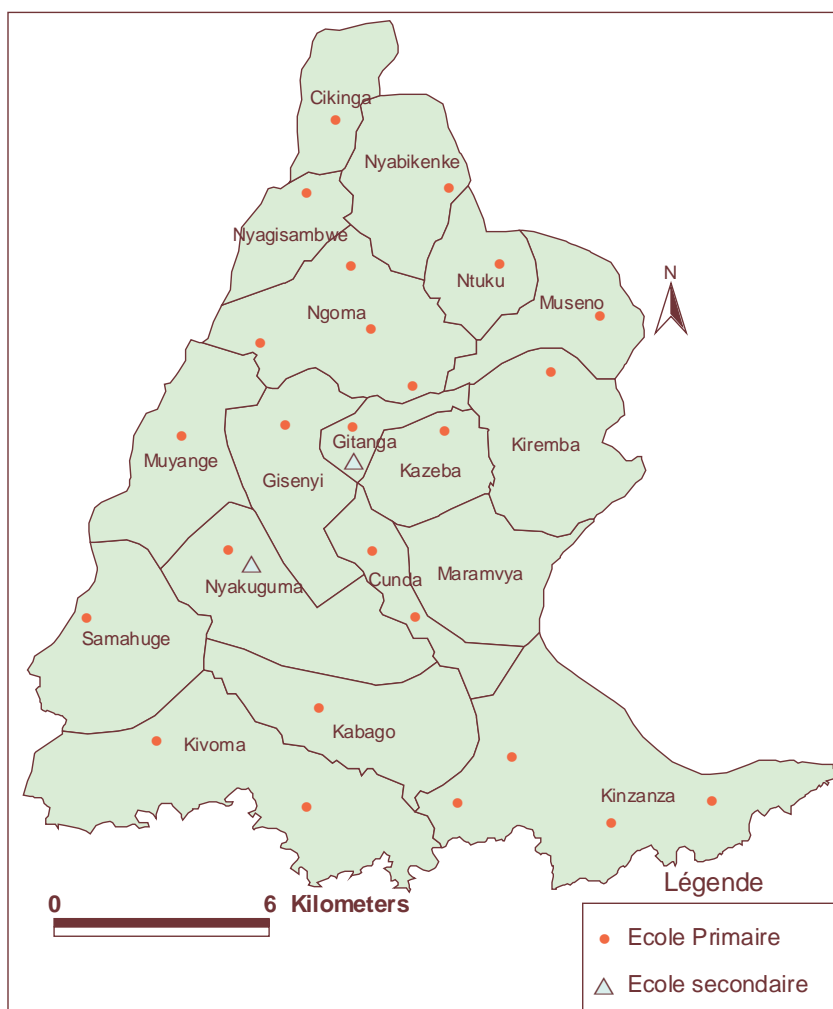 Cikinga
Nyabikenke
Nyagisambwe
Ntuku
N
Museno
Ngoma
Gitanga
Kiremba
Muyange
Kazeba
Gisenyi
Cunda
Maramvya
Nyakuguma
Samahuge
Kabago
Kivoma
Kinzanza
Légende
0 6 Kilometers
Ecole Primaire
Ecole secondaire